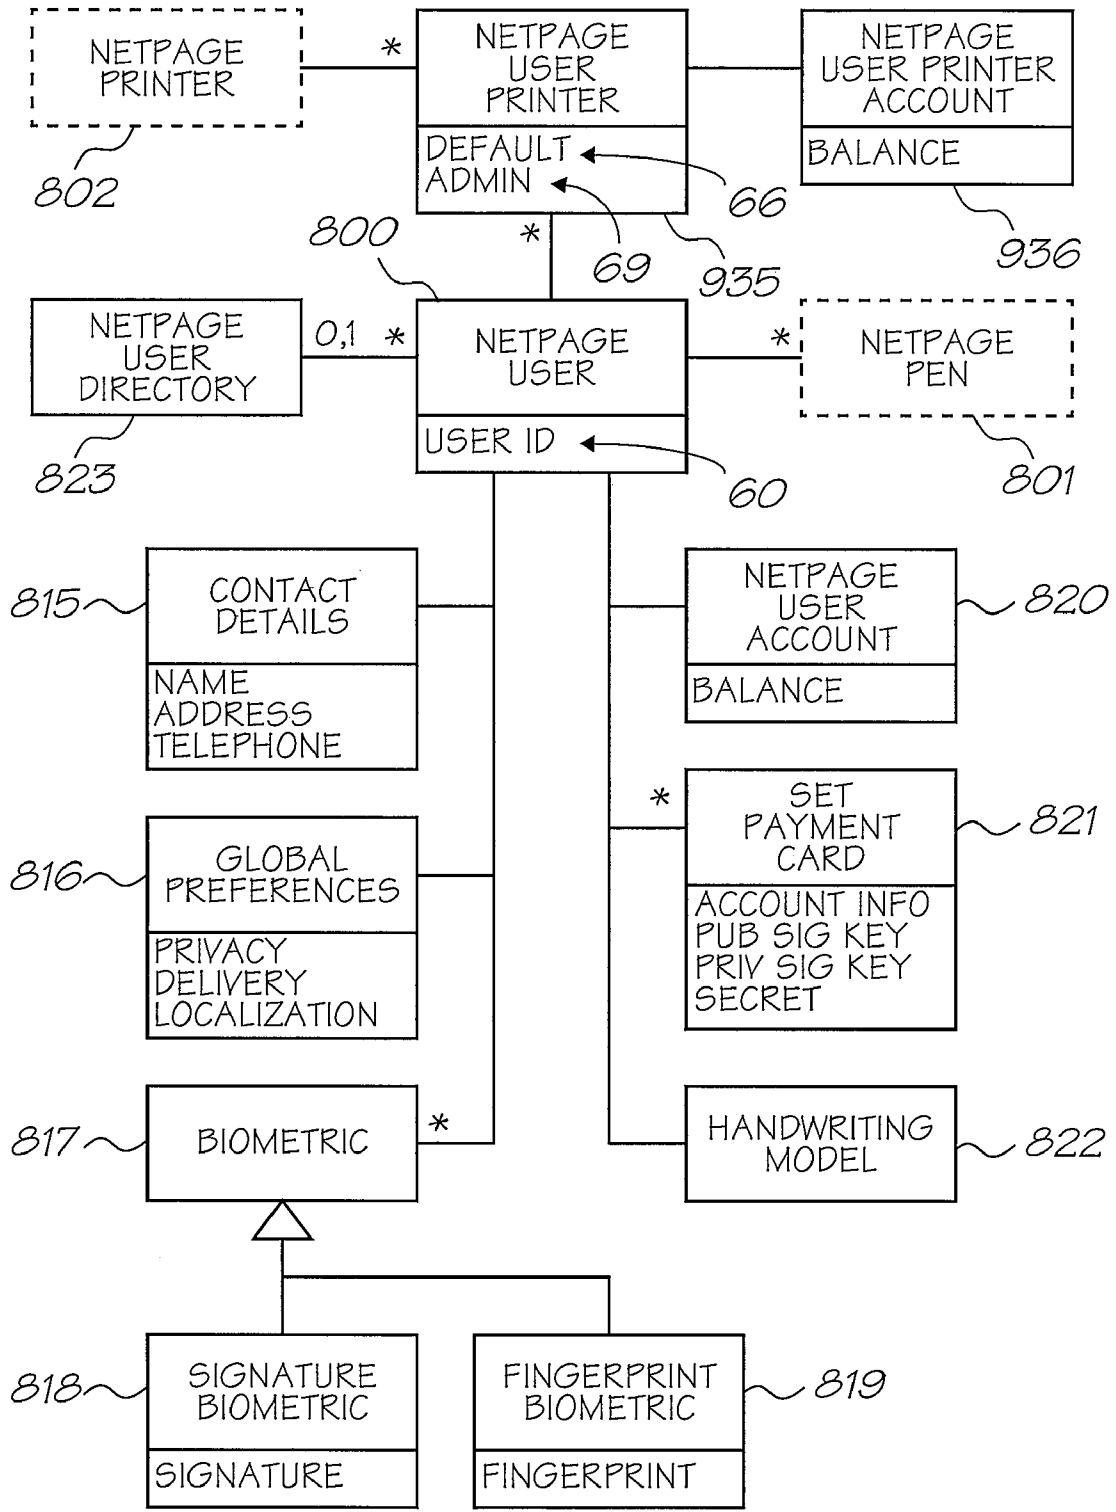 NETPAGE
PRINTER
*
NETPAGE
USER
PRINTER
DEFAULT
ADMIN
NETPAGE
USER PRINTER
ACCOUNT
BALANCE
802
66
69
935
936
800
*
NETPAGE
USER
DIRECTORY
0,1 *
NETPAGE
USER
USER ID
*
NETPAGE
PEN
823
60
801
815
CONTACT
DETAILS
NAME
ADDRESS
TELEPHONE
NETPAGE
USER
ACCOUNT
BALANCE
820
816
GLOBAL
PREFERENCES
PRIVACY
DELIVERY
LOCALIZATION
*
SET
PAYMENT
CARD
ACCOUNT INFO
PUB SIG KEY
PRIV SIG KEY
SECRET
821
817
BIOMETRIC
*
HANDWRITING
MODEL
822
818
SIGNATURE
BIOMETRIC
SIGNATURE
FINGERPRINT
BIOMETRIC
FINGERPRINT
819